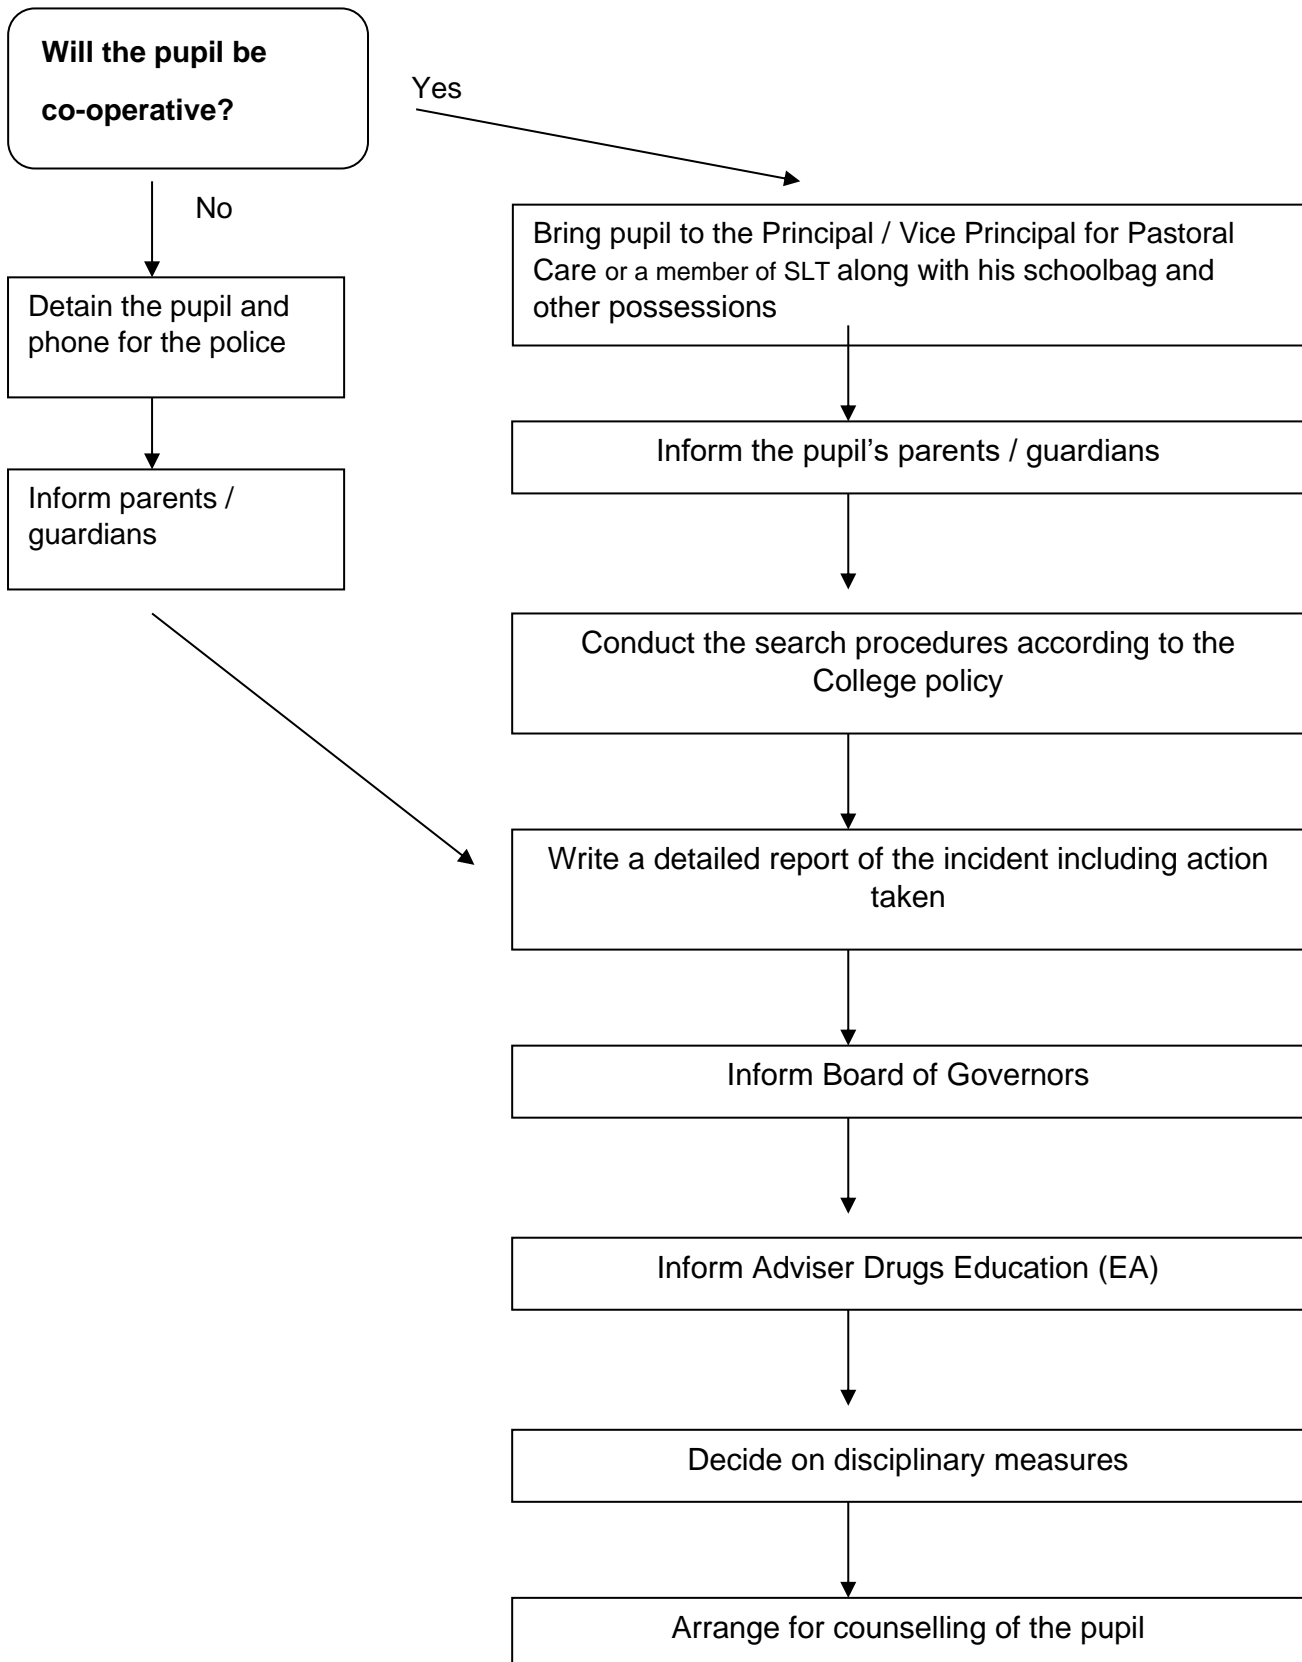 Will the pupil be
co-operative?
Yes
No
Bring pupil to the Principal / Vice Principal for Pastoral
Care or a member of SLT along with his schoolbag and
other possessions
Detain the pupil and
phone for the police
Inform the pupil’s parents / guardians
Inform parents /
guardians
Conduct the search procedures according to the
College policy
Write a detailed report of the incident including action
taken
Inform Board of Governors
Inform Adviser Drugs Education (EA)
Decide on disciplinary measures
Arrange for counselling of the pupil